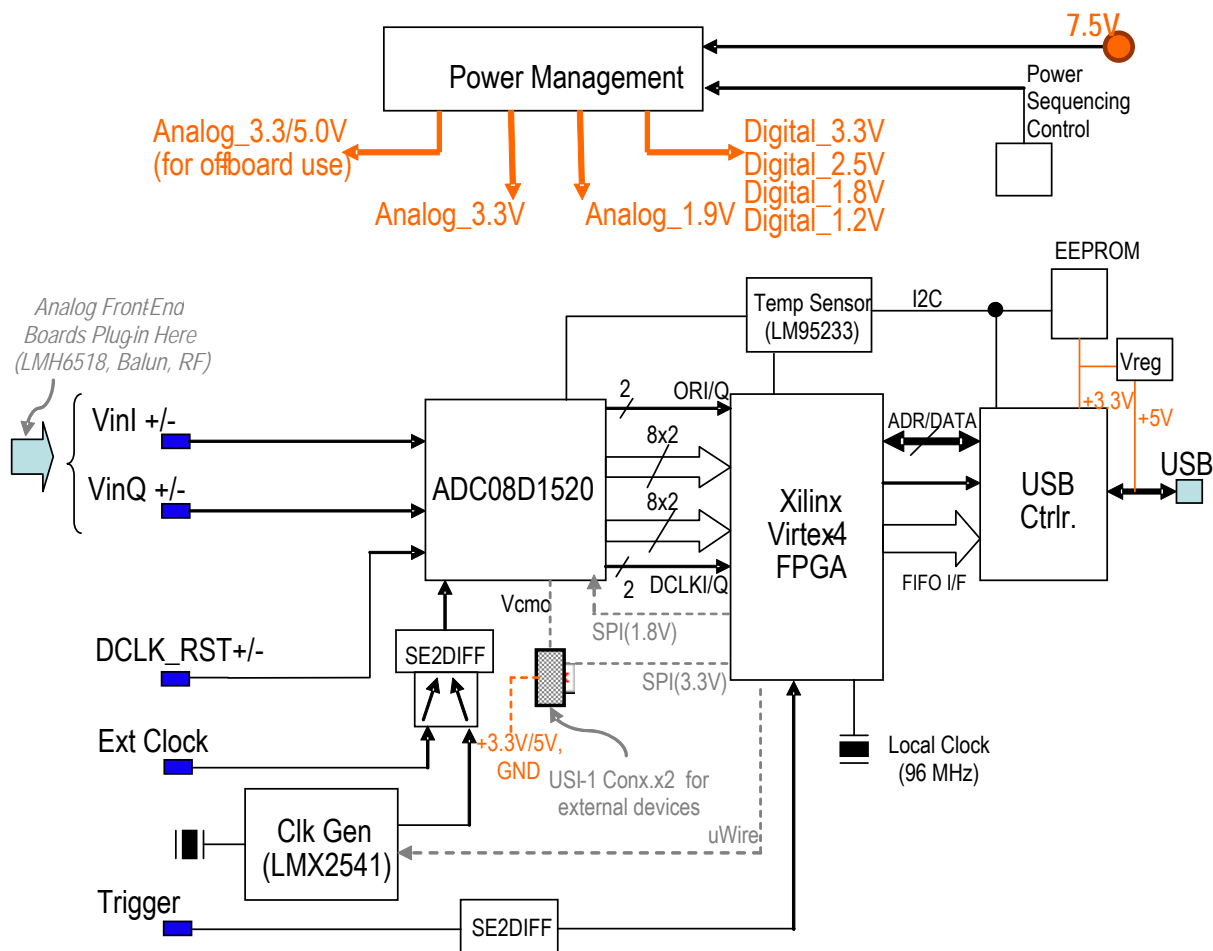 7.5V
Power Management
Power
Sequencing
Control
Analog_3.3/5.0V
(for off-board use)
Analog_3.3V
Analog_1.9V
Digital_3.3V
Digital_2.5V
Digital_1.8V
Digital_1.2V
EEPROM
Analog Front-End
Boards Plug-in Here
(LMH6518, Balun, RF)
Temp Sensor
(LM95233)
I2C
Vreg
+3.3V
+5V
VinI +/-
VinQ +/-
2
ORI/Q
8x2
ADC08D1520
8x2
2
DCLKI/Q
Xilinx
Virtex-4
FPGA
ADR/DATA
FIFO I/F
USB
Ctrlr.
USB
Vcmo
SPI(1.8V)
SPI(3.3V)
DCLK_RST+/-
SE2DIFF
Ext Clock
+3.3V/5V,
GND
USI-1 Conx.x2 for
external devices
Local Clock
(96 MHz)
Clk Gen
(LMX2541)
uWire
Trigger
SE2DIFF